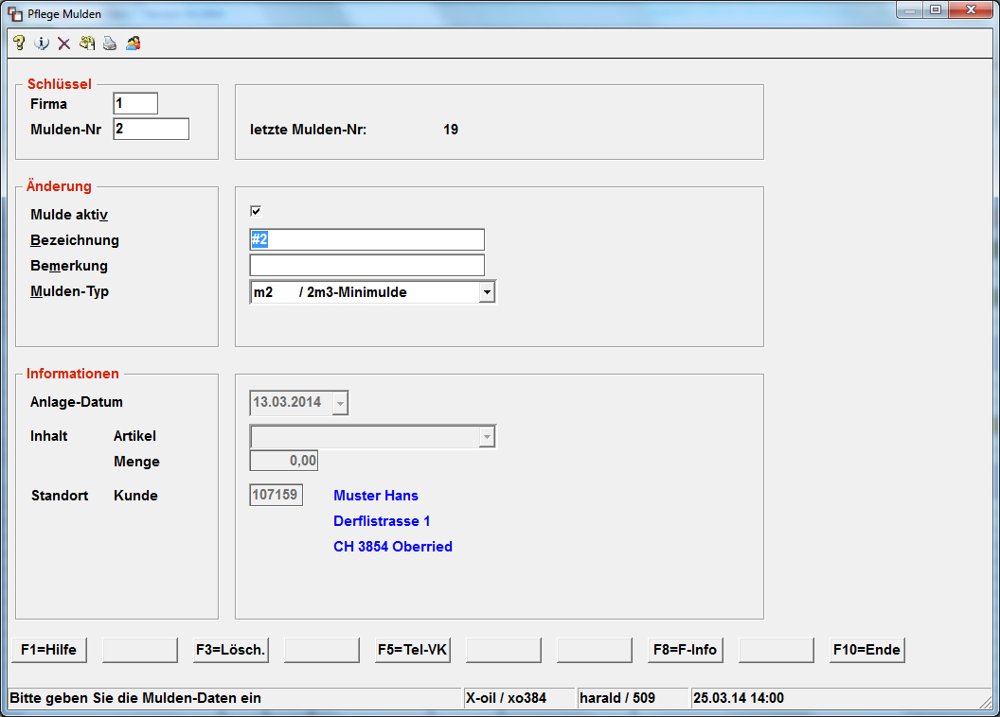 Pflege Mulden
Schlüssel
Firma 1
Mulden-Nr 2
letzte Mulden-Nr: 19
Änderung
Mulde aktiv
Bezeichnung #2
Bemerkung
Mulden-Typ m2 / 2m3-Minimulde
Informationen
Anlage-Datum 13.03.2014
Inhalt Artikel
Menge 0,00
Standort Kunde 107159 Muster Hans
Derflistrasse 1
CH 3854 Oberried
F1=Hilfe F3=Lösch. F5=Tel-VK F8=F-Info F10=Ende
Bitte geben Sie die Mulden-Daten ein X-oil / xo384 harald / 509 25.03.14 14:00